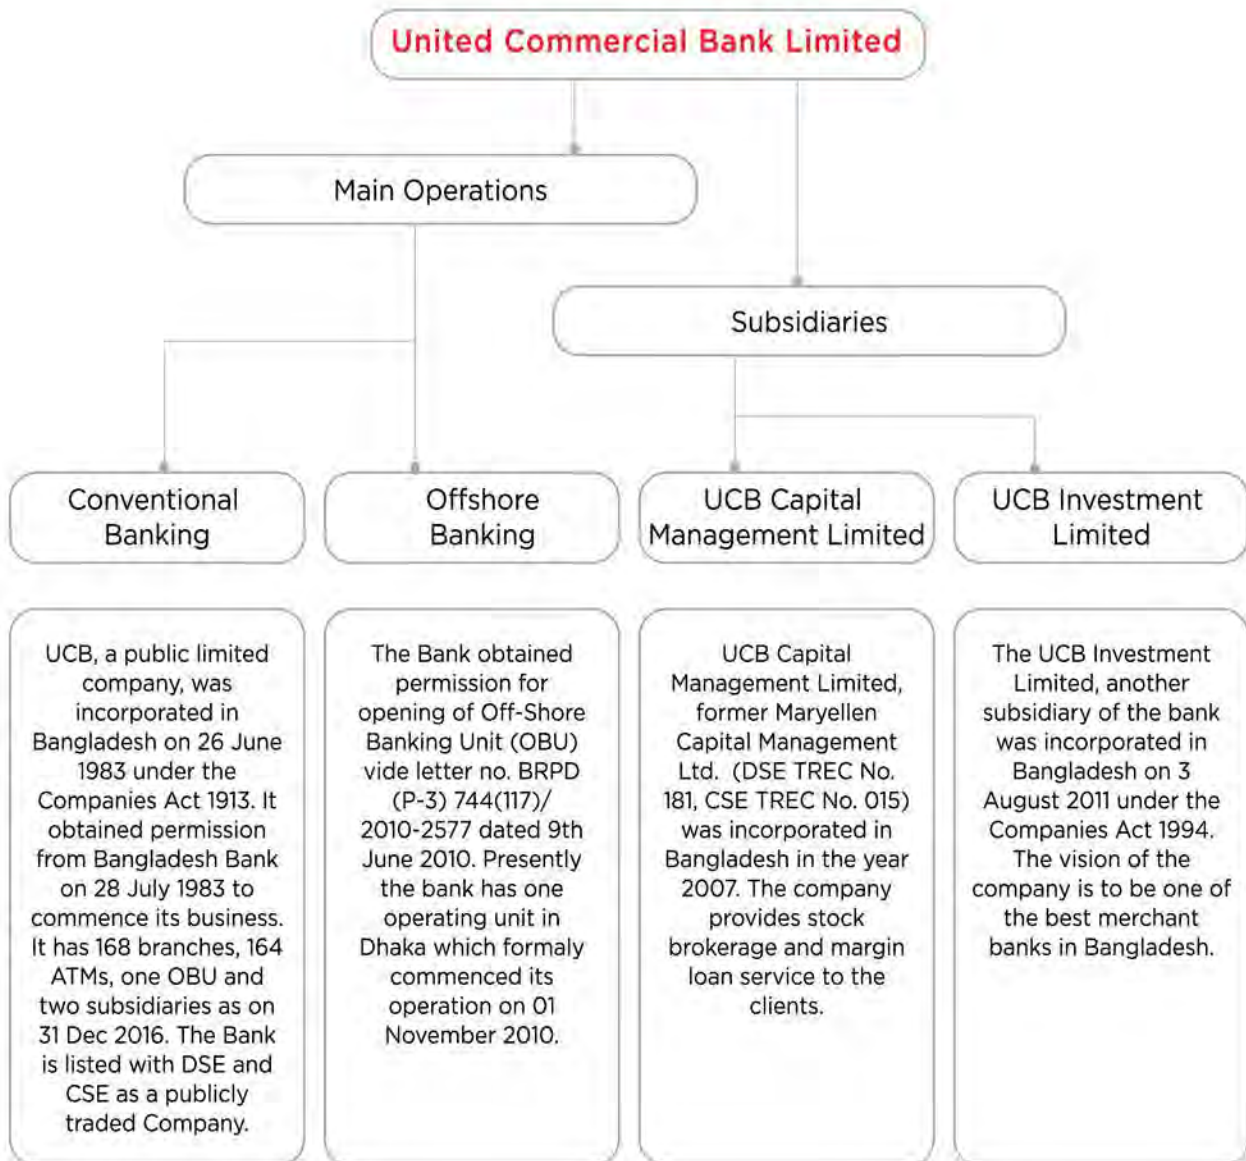 United Commercial Bank Limited
Main Operations
Subsidiaries
Conventional
Banking
Offshore
Banking
UCB Capital
Management Limited
UCB Investment
Limited
UCB, a public limited
company, was
incorporated in
Bangladesh on 26 June
1983 under the
Companies Act 1913. It
obtained permission
from Bangladesh Bank
on 28 July 1983 to
commence its business.
It has 168 branches, 164
ATMs, one OBU and
two subsidiaries as on
31 Dec 2016. The Bank
is listed with DSE and
CSE as a publicly
traded Company.
The Bank obtained
permission for
opening of Off-Shore
Banking Unit (OBU)
vide letter no. BRPD
(P-3) 744(117)/
2010-2577 dated 9th
June 2010. Presently
the bank has one
operating unit in
Dhaka which formaly
commenced its
operation on 01
November 2010.
UCB Capital
Management Limited,
former Maryellen
Capital Management
Ltd. (DSE TREC No.
181, CSE TREC No. 015)
was incorporated in
Bangladesh in the year
2007. The company
provides stock
brokerage and margin
loan service to the
clients.
The UCB Investment
Limited, another
subsidiary of the bank
was incorporated in
Bangladesh on 3
August 2011 under the
Companies Act 1994.
The vision of the
company is to be one of
the best merchant
banks in Bangladesh.